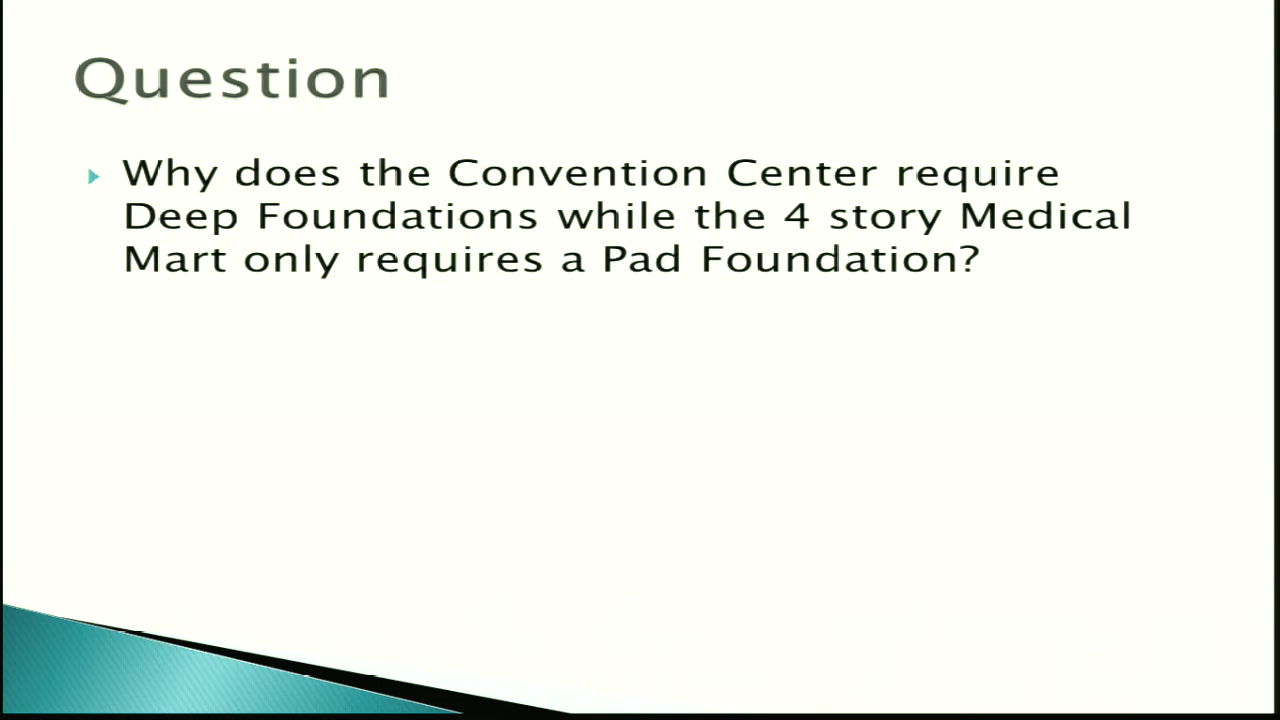 Question
Why does the Convention Center require
Deep Foundations while the 4 story Medical
Mart only requires a Pad Foundation?